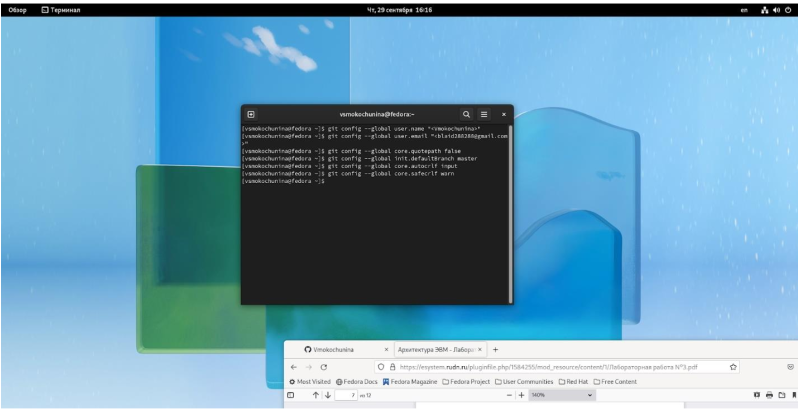 Обзор Терминал Чт, 29 сентября 16:16 en
vsmokochunina@fedora:~
[vsmokochunina@fedora ~]$ git config --global user.name "<Vmokochunina>"
[vsmokochunina@fedora ~]$ git config --global user.email "<bleid288288@gmail.com
>"
[vsmokochunina@fedora ~]$ git config --global core.quotepath false
[vsmokochunina@fedora ~]$ git config --global init.defaultBranch master
[vsmokochunina@fedora ~]$ git config --global core.autocrlf input
[vsmokochunina@fedora ~]$ git config --global core.safecrlf warn
[vsmokochunina@fedora ~]$
Vmokochunina × Архитектура ЭВМ - Лабора × +
https://esystem.rudn.ru/pluginfile.php/1584255/mod_resource/content/1/Лабораторная работа №3.pdf
Most Visited Fedora Docs Fedora Magazine Fedora Project User Communities Red Hat Free Content
7 из 12 − + 140%